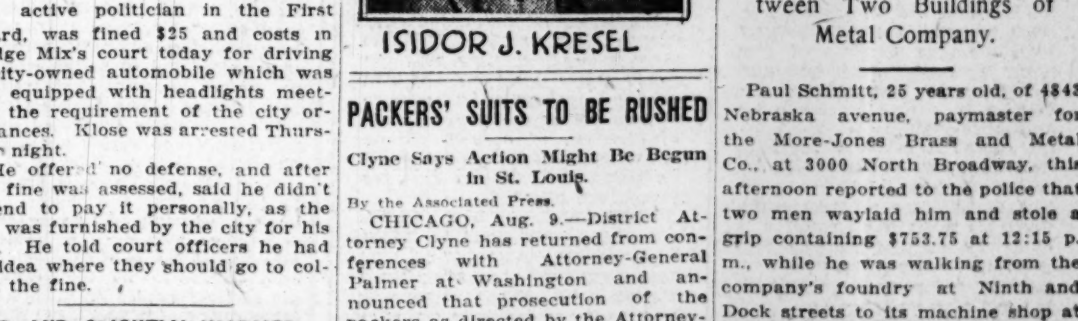 active politician in the First
was fined $25 and costs in
Mix's court today for driving
automobile which was
equipped with headlights meet-
the requirement of the city or-
Klose was arrested Thurs-
night.
offered no defense, and after
fine was assessed, said he didn't
to pay it personally, as the
was furnished by the city for his
He told court officers he had
idea where they should go to col-
the fine.
ISIDOR J. KRESEL
PACKERS' SUITS TO BE RUSHED
Clyne Says Action Might Be Begun
in St. Louis.
By the Associated Press.
CHICAGO, Aug. 9.—District At-
torney Clyne has returned from con-
ferences with Attorney-General
Palmer at Washington and an-
nounced that prosecution of the
packers as directed by the Attorney-
tween Two Buildings of
Metal Company.
Paul Schmitt, 25 years old, of 4843
Nebraska avenue, paymaster for
the More-Jones Brass and Metal
Co., at 3000 North Broadway, this
afternoon reported to the police that
two men waylaid him and stole a
grip containing $753.75 at 12:15 p.
m., while he was walking from the
company's foundry at Ninth and
Dock streets to its machine shop at